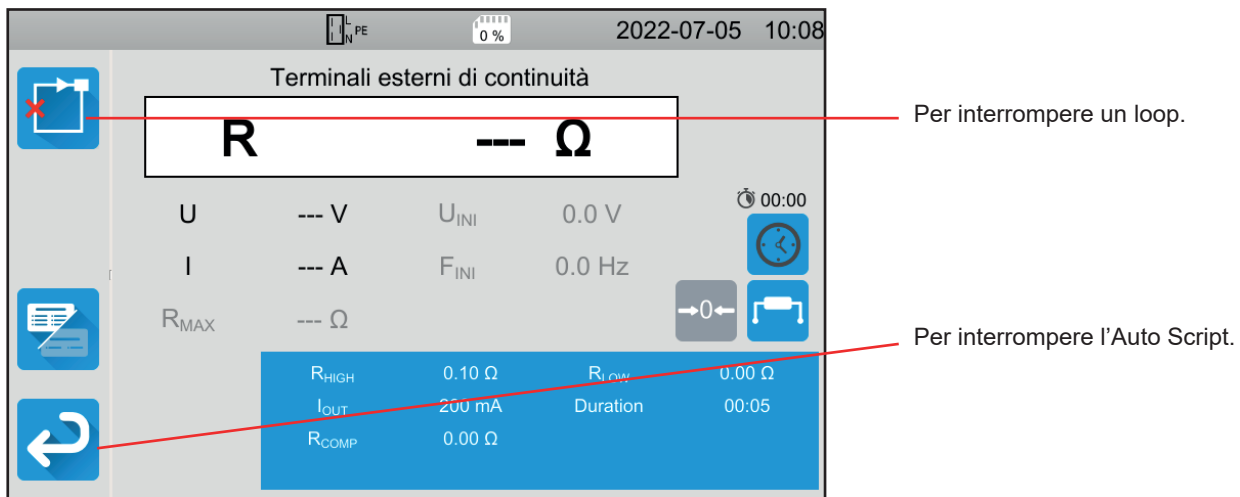 L
N PE
0 %
2022-07-05 10:08
Terminali esterni di continuità
R --- Ω
Per interrompere un loop.
00:00
U --- V U_INI 0.0 V
I --- A F_INI 0.0 Hz
R_MAX --- Ω
→0←
Per interrompere l’Auto Script.
R_HIGH 0.10 Ω R_LOW 0.00 Ω
I_OUT 200 mA Duration 00:05
R_COMP 0.00 Ω